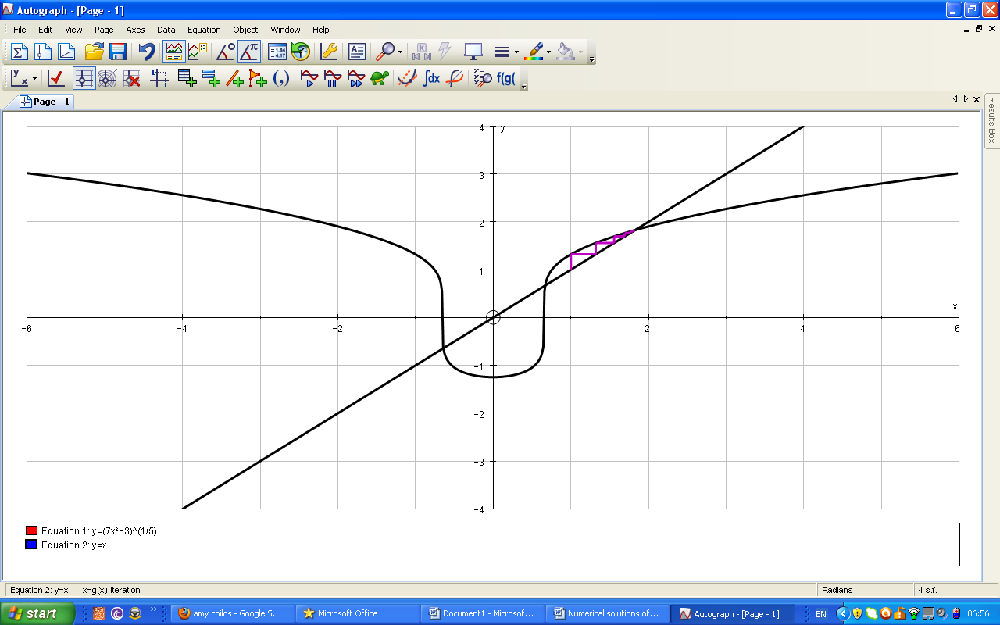 Autograph - [Page - 1]
File Edit View Page Axes Data Equation Object Window Help
Page - 1
Results Box
4 y
3
2
1
x
-6 -4 -2 2 4 6
−1
−2
−3
−4
Equation 1: y=(7x²−3)^(1/5)
Equation 2: y=x
Equation 2: y=x x=g(x) Iteration Radians 4 s.f.
start amy childs - Google S... Microsoft Office Document1 - Microsof... Numerical solutions of... Autograph - [Page - 1] EN 06:56